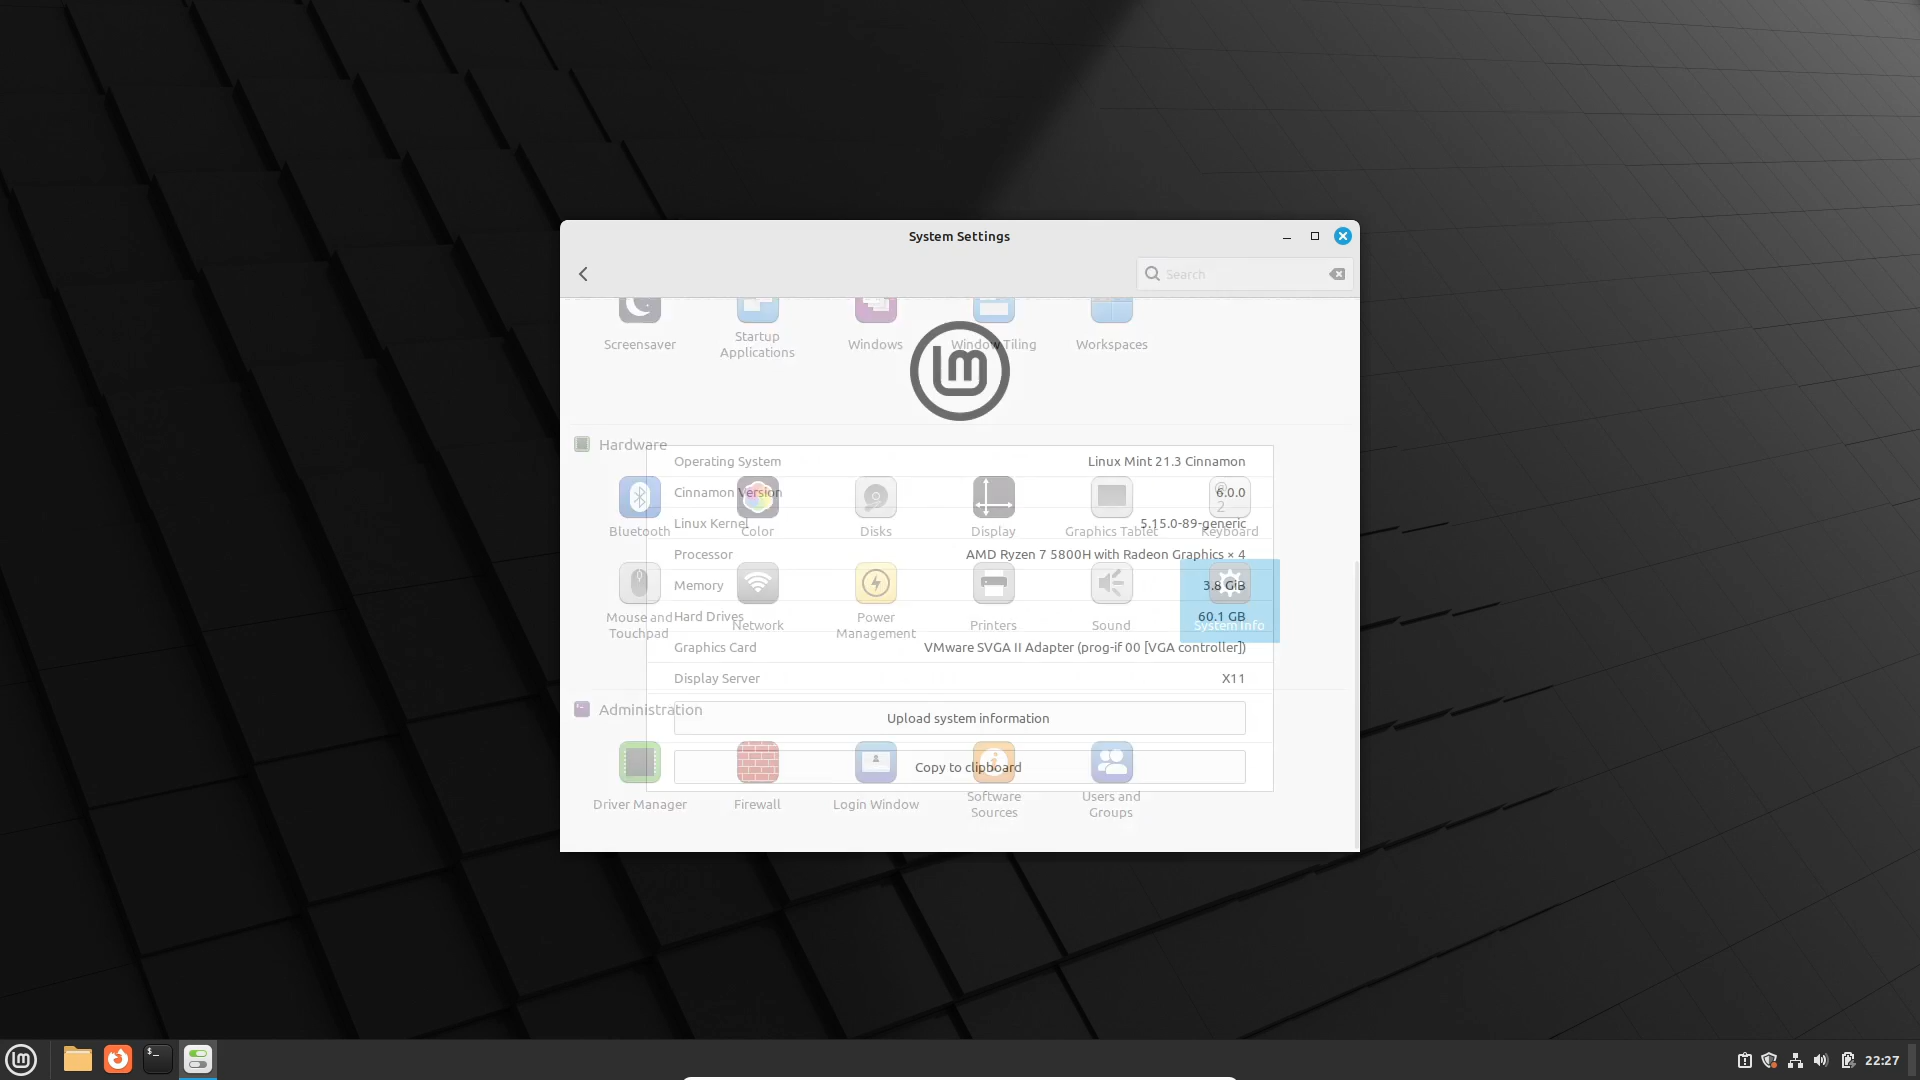 System Settings
Search
Screensaver
Startup
Applications
Windows
Window Tiling
Workspaces
Hardware
Operating System
Linux Mint 21.3 Cinnamon
Cinnamon Version
6.0.0
Linux Kernel
5.15.0-89-generic
Bluetooth
Color
Disks
Display
Graphics Tablet
Keyboard
Processor
AMD Ryzen 7 5800H with Radeon Graphics × 4
Memory
3.8 GiB
Hard Drives
60.1 GB
Mouse and
Touchpad
Network
Power
Management
Printers
Sound
System Info
Graphics Card
VMware SVGA II Adapter (prog-if 00 [VGA controller])
Display Server
X11
Administration
Upload system information
Copy to clipboard
Driver Manager
Firewall
Login Window
Software
Sources
Users and
Groups
22:27